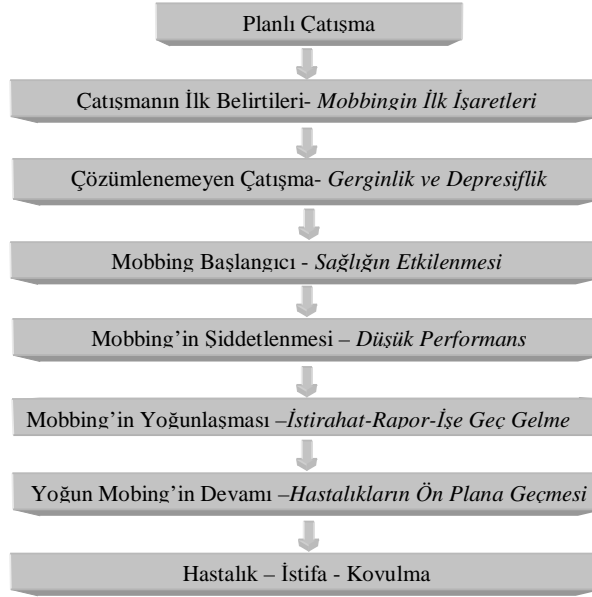 Planlı Çatışma
Çatışmanın İlk Belirtileri- Mobbingin İlk İşaretleri
Çözümlenemeyen Çatışma- Gerginlik ve Depresiflik
Mobbing Başlangıcı - Sağlığın Etkilenmesi
Mobbing’in Şiddetlenmesi – Düşük Performans
Mobbing’in Yoğunlaşması –İstirahat-Rapor-İşe Geç Gelme
Yoğun Mobing’in Devamı –Hastalıkların Ön Plana Geçmesi
Hastalık – İstifa - Kovulma